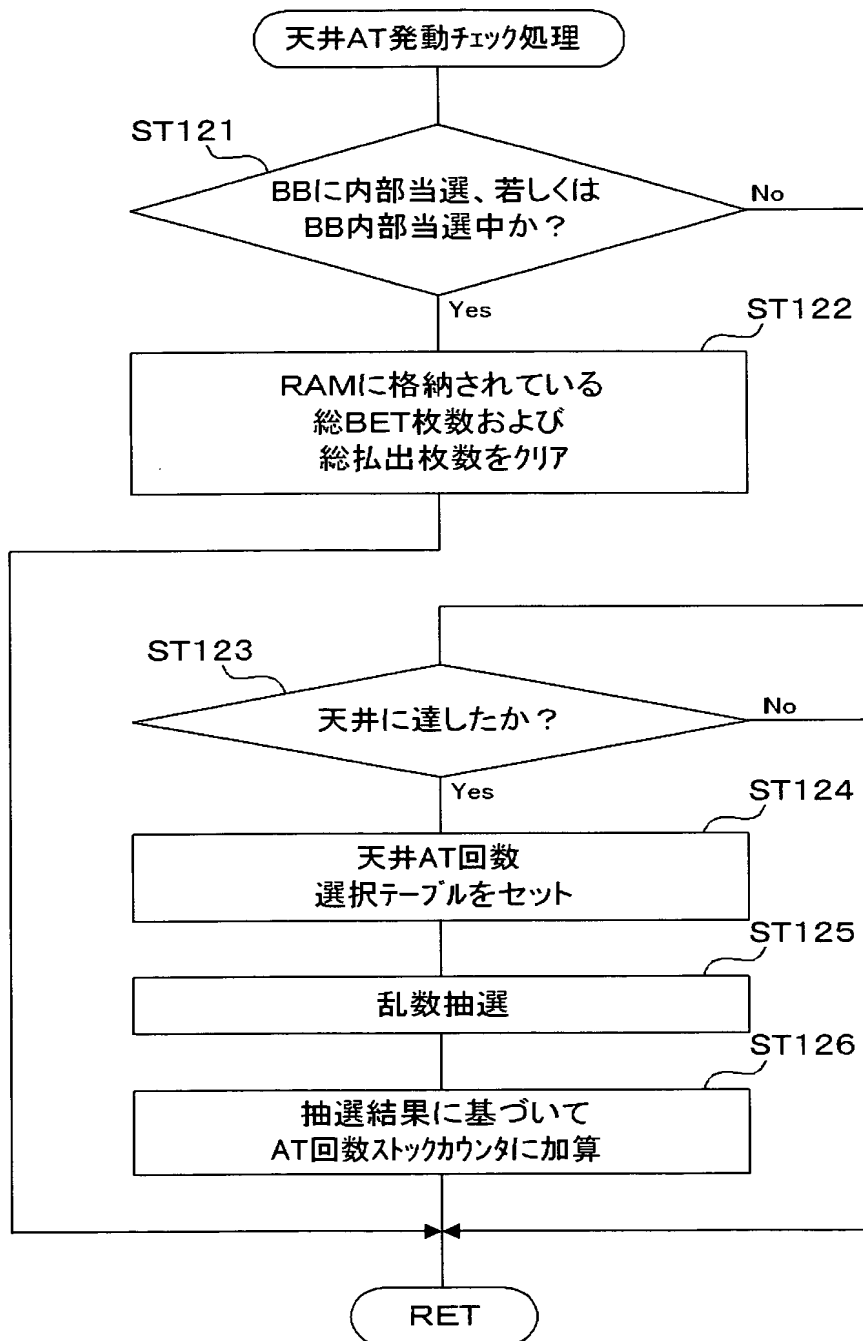 天井AT発動チェック処理
ST121
BBに内部当選、若しくは
BB内部当選中か？
No
Yes
ST122
RAMに格納されている
総BET枚数および
総払出枚数をクリア
ST123
天井に達したか？
No
Yes
ST124
天井AT回数
選択テーブルをセット
ST125
乱数抽選
ST126
抽選結果に基づいて
AT回数ストックカウンタに加算
RET